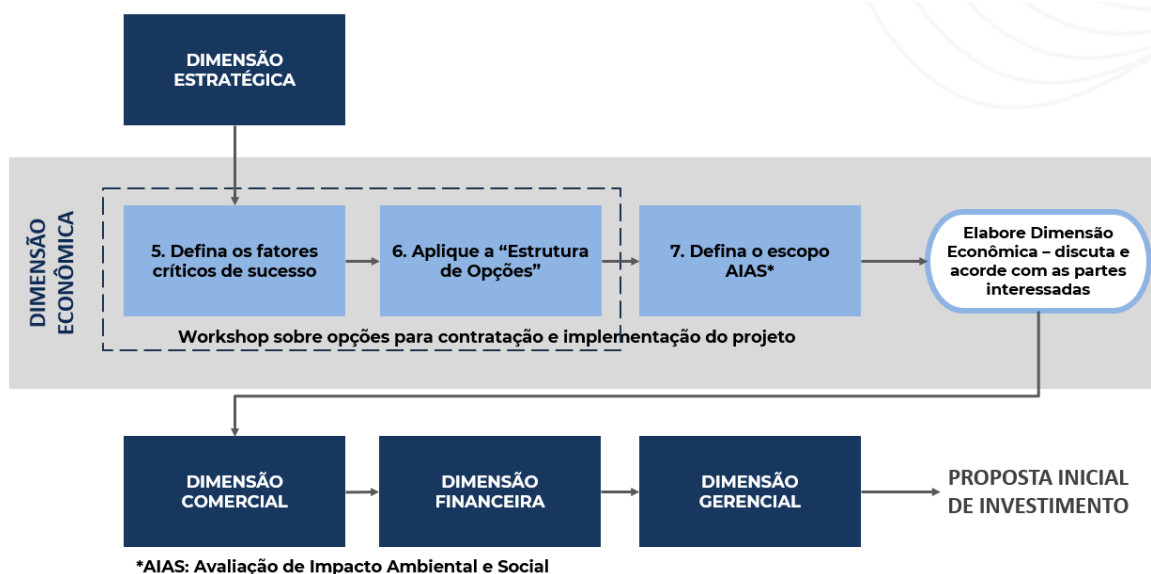 DIMENSÃO
ESTRATÉGICA
DIMENSÃO
ECONÔMICA
5. Defina os fatores
críticos de sucesso
6. Aplique a “Estrutura
de Opções”
7. Defina o escopo
AIAS*
Elabore Dimensão
Econômica – discuta e
acorde com as partes
interessadas
Workshop sobre opções para contratação e implementação do projeto
DIMENSÃO
COMERCIAL
DIMENSÃO
FINANCEIRA
DIMENSÃO
GERENCIAL
PROPOSTA INICIAL
DE INVESTIMENTO
*AIAS: Avaliação de Impacto Ambiental e Social